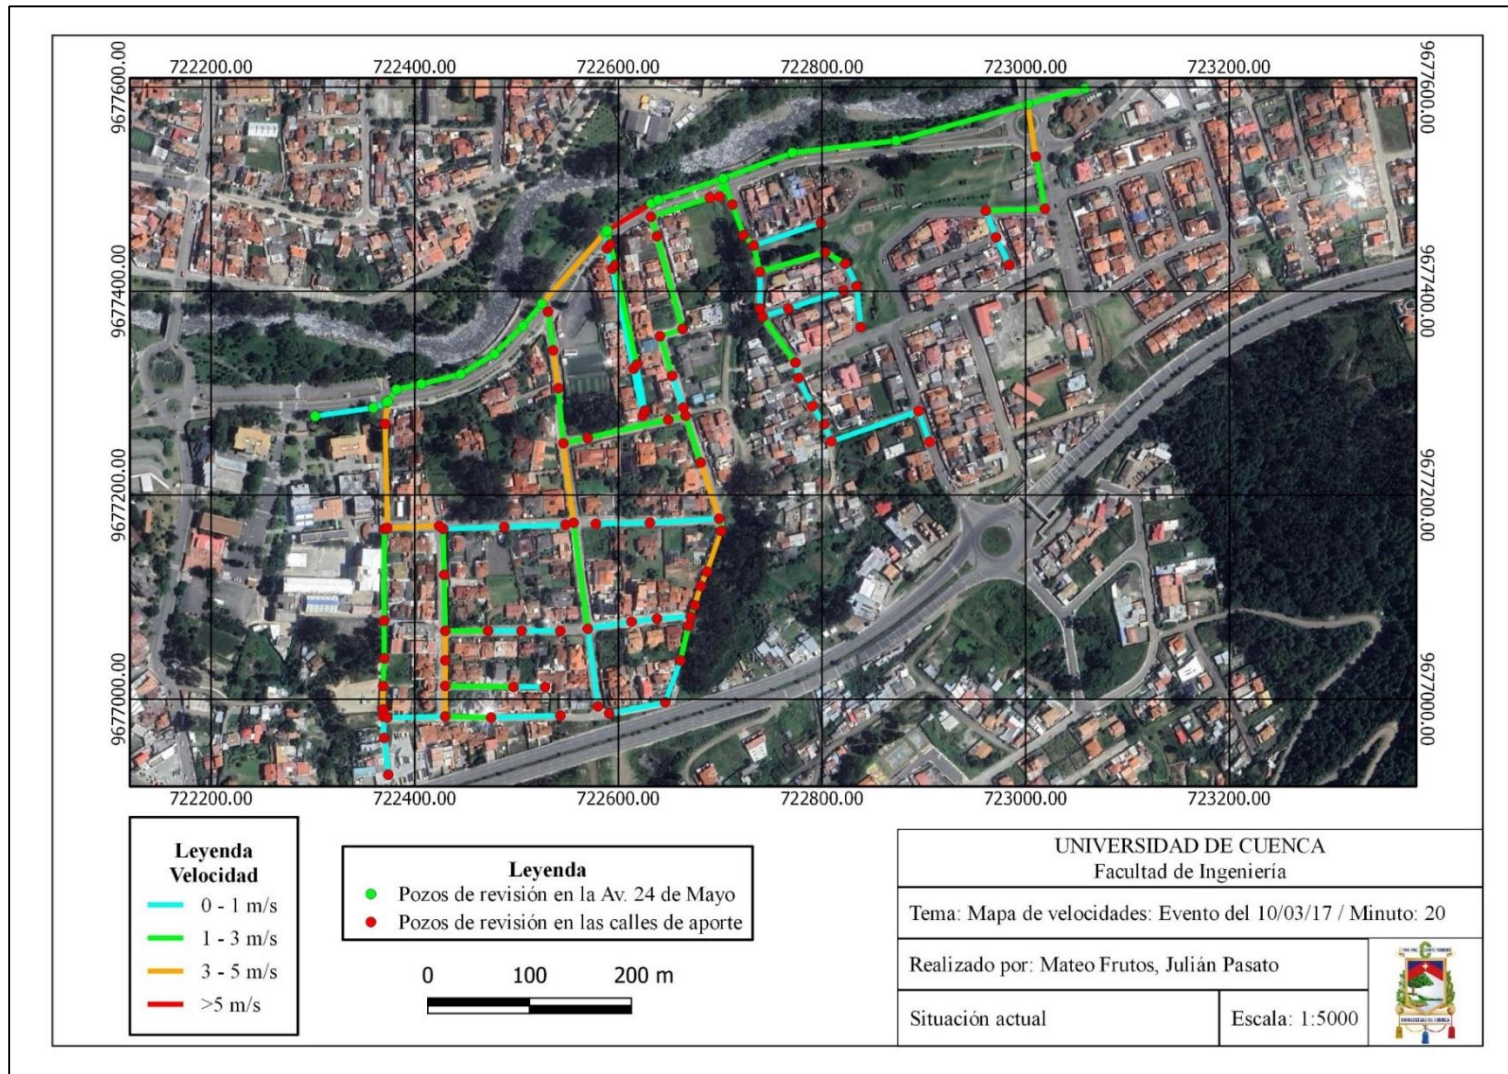 722200.00 722400.00 722600.00 722800.00 723000.00 723200.00
9677600.00 9677600.00
9677400.00 9677400.00
9677200.00 9677200.00
9677000.00 9677000.00
722200.00 722400.00 722600.00 722800.00 723000.00 723200.00
Leyenda
Velocidad
0 - 1 m/s
1 - 3 m/s
3 - 5 m/s
>5 m/s
Leyenda
Pozos de revisión en la Av. 24 de Mayo
Pozos de revisión en las calles de aporte
0 100 200 m
UNIVERSIDAD DE CUENCA
Facultad de Ingeniería
Tema: Mapa de velocidades: Evento del 10/03/17 / Minuto: 20
Realizado por: Mateo Frutos, Julián Pasato
Situación actual
Escala: 1:5000
UNIVERSIDAD DE CUENCA